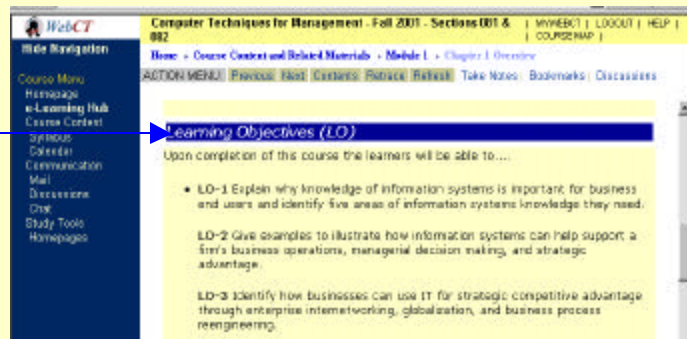 WebCT
Computer Techniques for Management - Fall 2001 - Sections 001 &
002
| MYWEBCT | LOGOUT | HELP |
| COURSE MAP |
Hide Navigation
Home › Course Content and Related Materials › Module 1 › Chapter 1 Overview
ACTION MENU: Previous Next Contents Retrace Refresh Take Notes Bookmarks Discussions
Course Menu
Homepage
e-Learning Hub
Course Content
Syllabus
Calendar
Communication
Mail
Discussions
Chat
Study Tools
Homepages
Learning Objectives (LO)
Upon completion of this course the learners will be able to....
• LO-1 Explain why knowledge of information systems is important for business
end users and identify five areas of information systems knowledge they need.
LO-2 Give examples to illustrate how information systems can help support a
firm's business operations, managerial decision making, and strategic
advantage.
LO-3 Identify how businesses can use IT for strategic competitive advantage
through enterprise internetworking, globalization, and business process
reengineering.